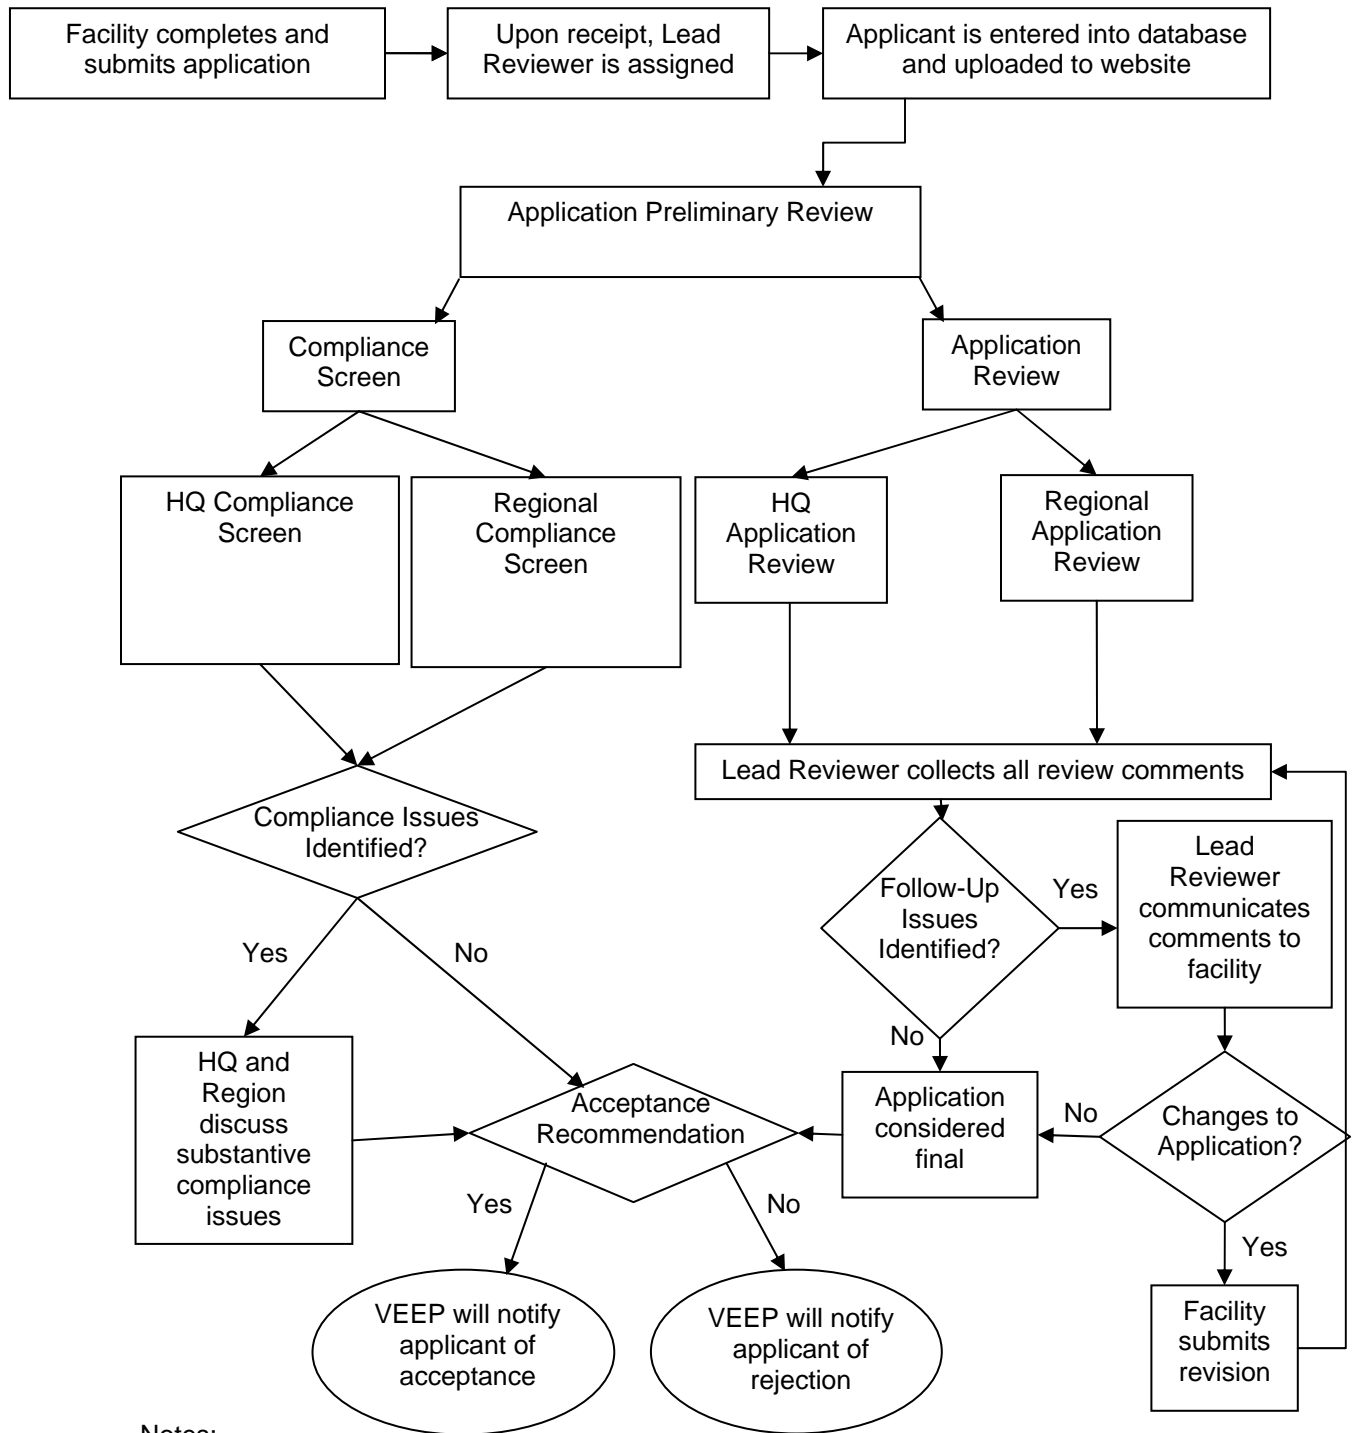 Facility completes and
submits application
Upon receipt, Lead
Reviewer is assigned
Applicant is entered into database
and uploaded to website
Application Preliminary Review
Compliance
Screen
Application
Review
HQ Compliance
Screen
Regional
Compliance
Screen
HQ
Application
Review
Regional
Application
Review
Lead Reviewer collects all review comments
Compliance Issues
Identified?
Follow-Up
Issues
Identified?
Yes
Lead
Reviewer
communicates
comments to
facility
Yes
No
No
HQ and
Region
discuss
substantive
compliance
issues
Acceptance
Recommendation
Application
considered
final
No
Changes to
Application?
Yes
No
Yes
VEEP will notify
applicant of
acceptance
VEEP will notify
applicant of
rejection
Facility
submits
revision
Notes: